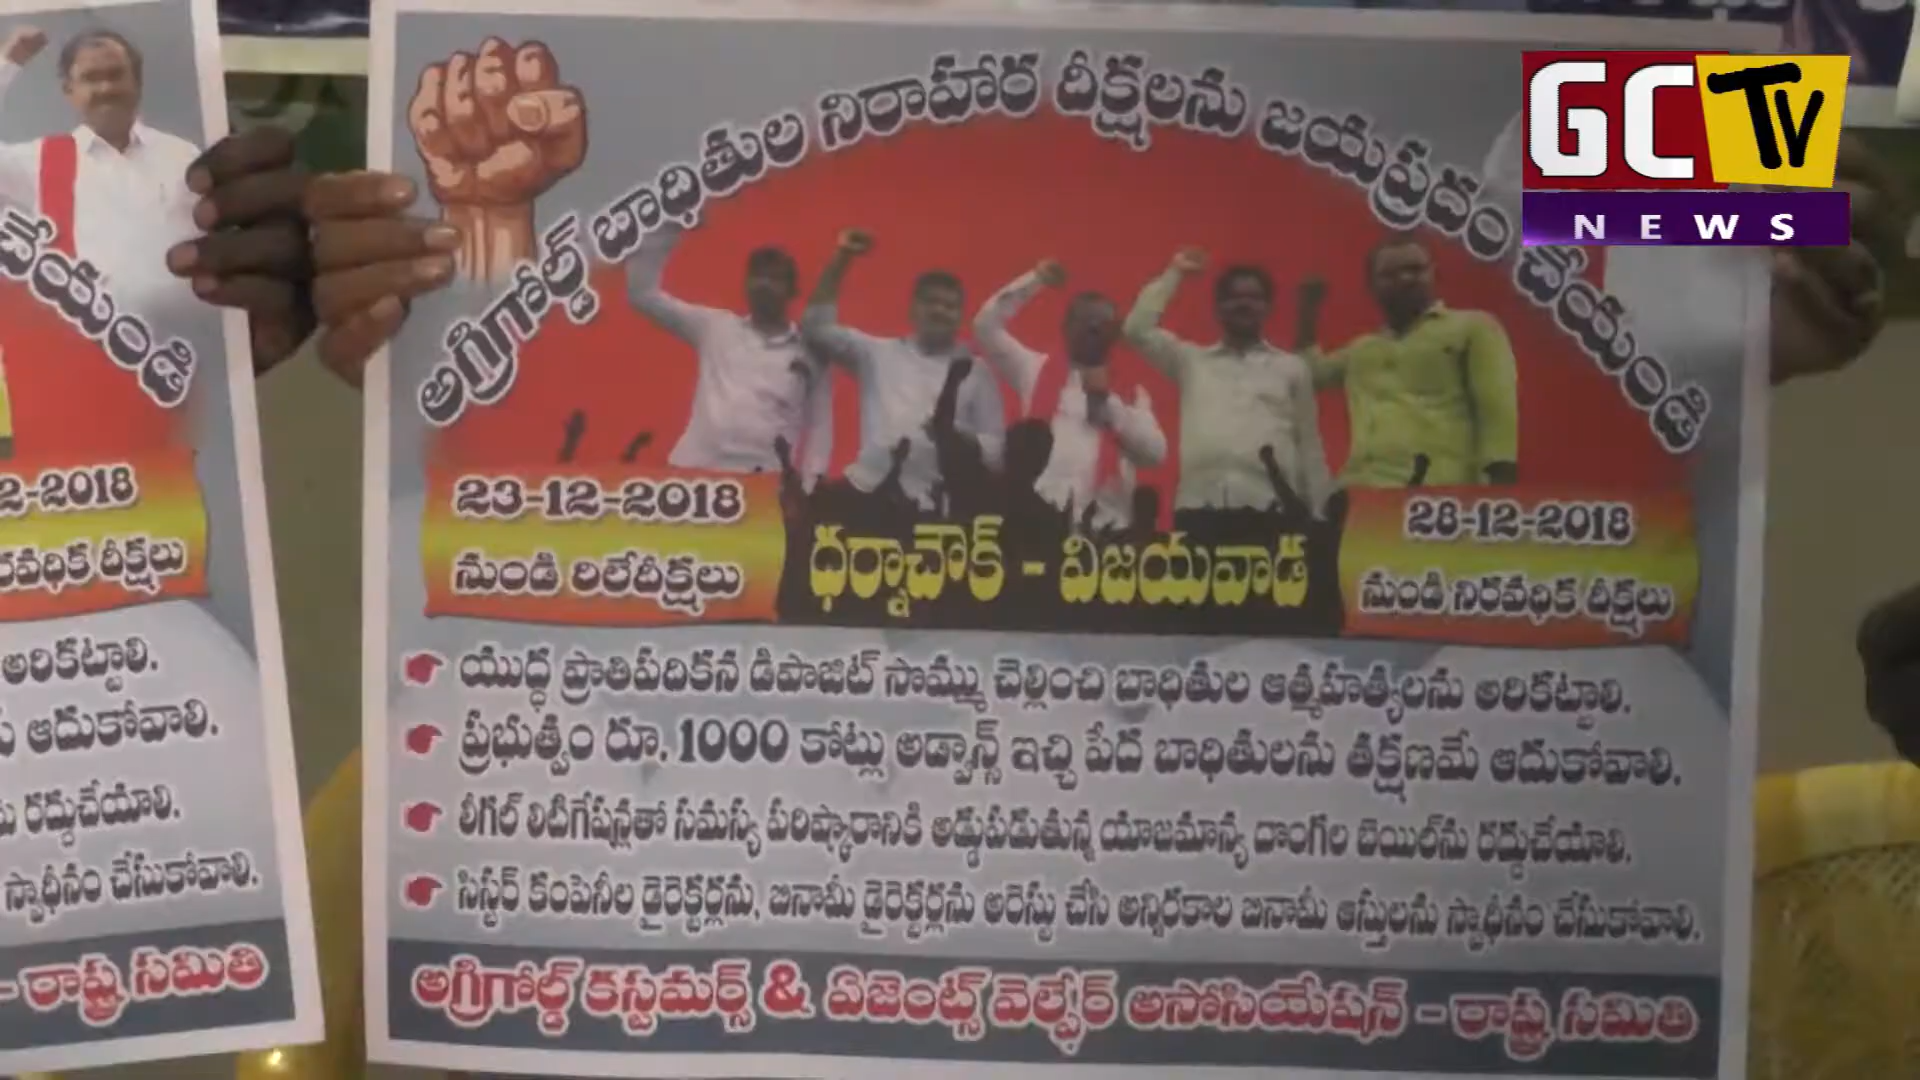 అగ్రిగోల్డ్ బాధితుల నిరాహార దీక్షలను జయప్రదం చేయండి
GCTV
NEWS
చేయండి
23-12-2018
నుండి రిలేదీక్షలు
ధర్నాచౌక్ - విజయవాడ
28-12-2018
నుండి నిరవధిక దీక్షలు
2-2018
రవధిక దీక్షలు
యుద్ధ ప్రాతిపదికన డిపాజిట్ సొమ్ము చెల్లించి బాధితుల ఆత్మహత్యలను అరికట్టాలి.
ప్రభుత్వం రూ. 1000 కోట్లు అడ్వాన్స్ ఇచ్చి పేద బాధితులను తక్షణమే ఆదుకోవాలి.
లీగల్ లిటిగేషన్లతో సమస్య పరిష్కారానికి అడ్డుపడుతున్న యాజమాన్య దొంగల బెయిల్‌ను రద్దుచేయాలి.
సిస్టర్ కంపెనీల డైరెక్టర్లను, బినామీ డైరెక్టర్లను అరెస్టు చేసి అన్నిరకాల బినామీ ఆస్తులను స్వాధీనం చేసుకోవాలి.
అగ్రిగోల్డ్ కస్టమర్స్ & ఏజెంట్స్ వెల్ఫేర్ అసోసియేషన్ - రాష్ట్ర సమితి
అరికట్టాలి.
ఆదుకోవాలి.
రద్దుచేయాలి.
స్వాధీనం చేసుకోవాలి.
- రాష్ట్ర సమితి